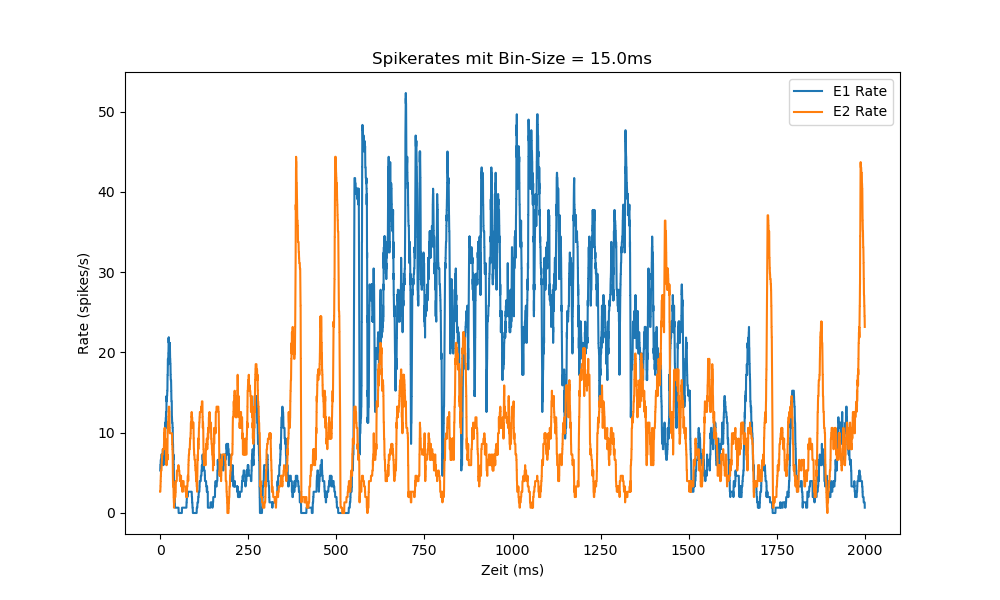 Spikerates mit Bin-Size = 15.0ms
E1 Rate
E2 Rate
Rate (spikes/s)
50
40
30
20
10
0
0 250 500 750 1000 1250 1500 1750 2000
Zeit (ms)